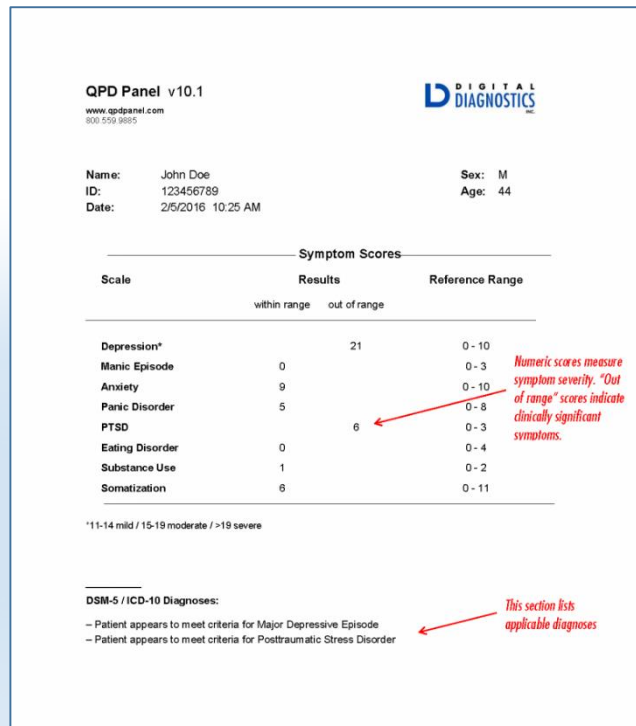 QPD Panel v10.1
www.qpdpanel.com
800.559.9885
DIGITAL
DIAGNOSTICS
INC.
Name: John Doe
ID: 123456789
Date: 2/5/2016 10:25 AM
Sex: M
Age: 44
Symptom Scores
Scale Results Reference Range
within range out of range
Depression* 21 0 - 10
Manic Episode 0 0 - 3
Anxiety 9 0 - 10
Panic Disorder 5 0 - 8
PTSD 6 0 - 3
Eating Disorder 0 0 - 4
Substance Use 1 0 - 2
Somatization 6 0 - 11
Numeric scores measure
symptom severity. "Out
of range" scores indicate
clinically significant
symptoms.
*11-14 mild / 15-19 moderate / >19 severe
DSM-5 / ICD-10 Diagnoses:
– Patient appears to meet criteria for Major Depressive Episode
– Patient appears to meet criteria for Posttraumatic Stress Disorder
This section lists
applicable diagnoses